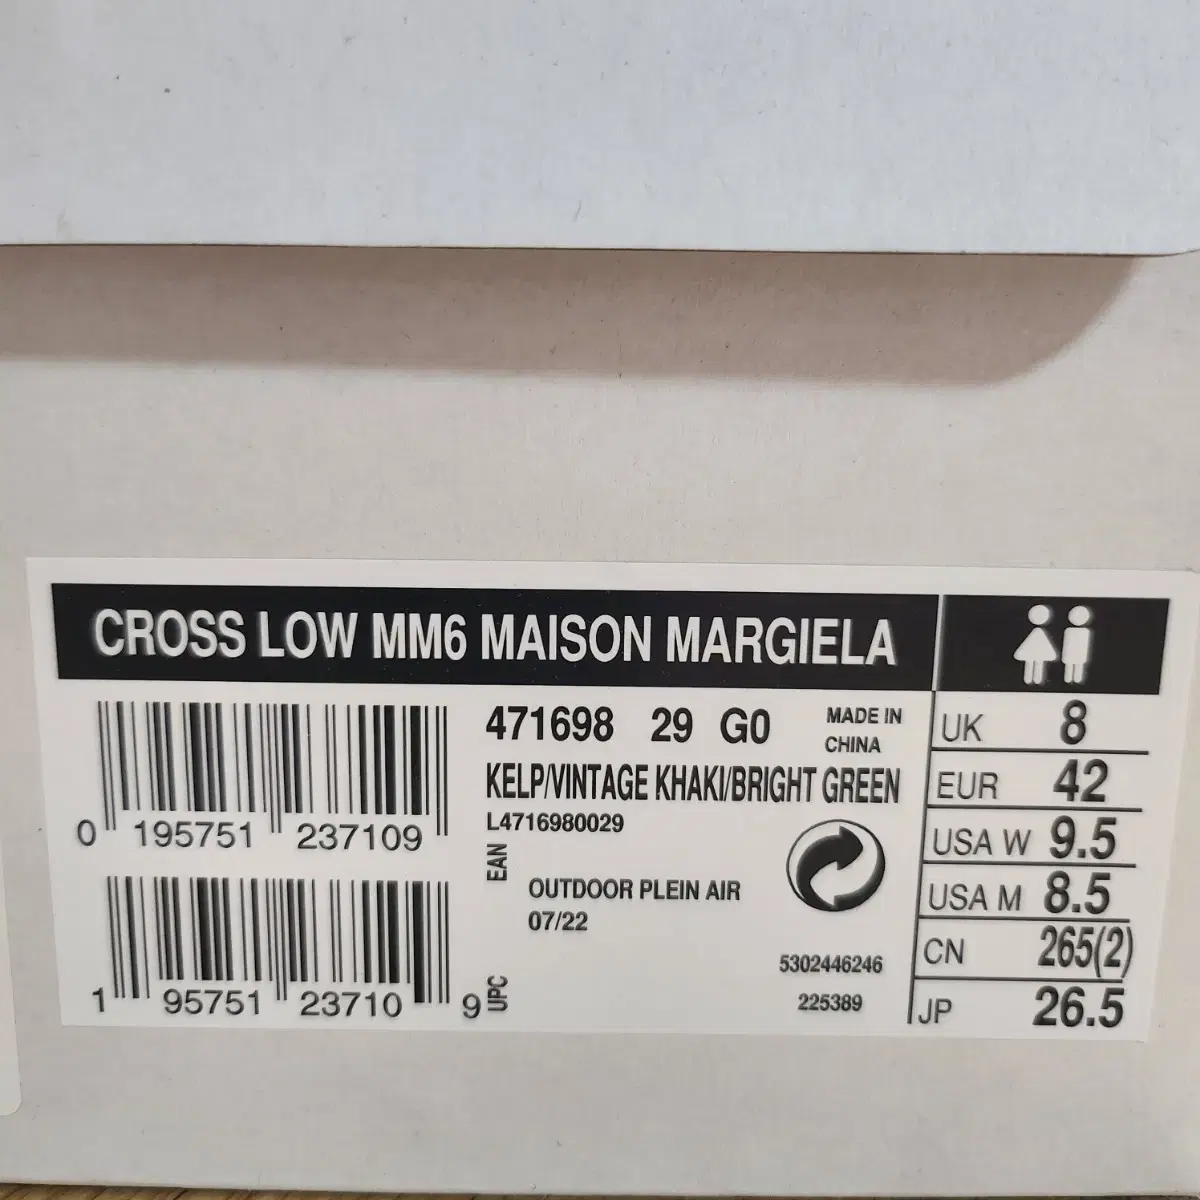 CROSS LOW MM6 MAISON MARGIELA
471698 29 G0
MADE IN
CHINA
KELP/VINTAGE KHAKI/BRIGHT GREEN
L4716980029
0 195751 237109
EAN
OUTDOOR PLEIN AIR
07/22
5302446246
225389
1 95751 23710 9
UPC
UK 8
EUR 42
USA W 9.5
USA M 8.5
CN 265(2)
JP 26.5